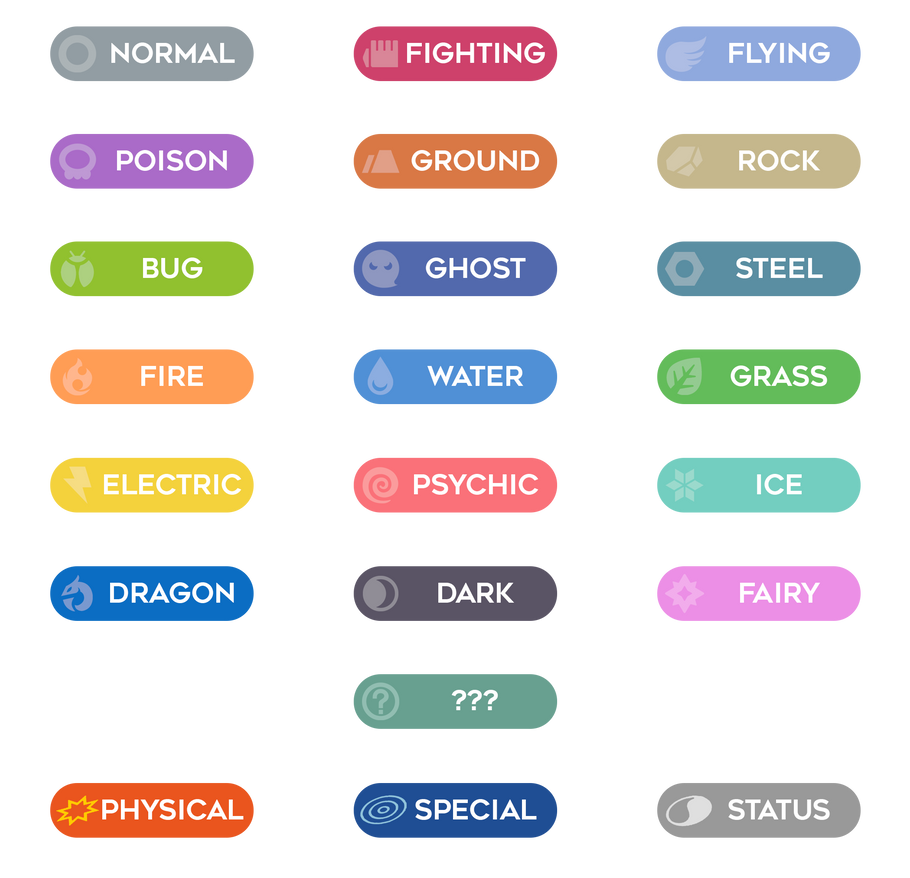 NORMAL FIGHTING FLYING
POISON GROUND ROCK
BUG GHOST STEEL
FIRE WATER GRASS
ELECTRIC PSYCHIC ICE
DRAGON DARK FAIRY
???
PHYSICAL SPECIAL STATUS